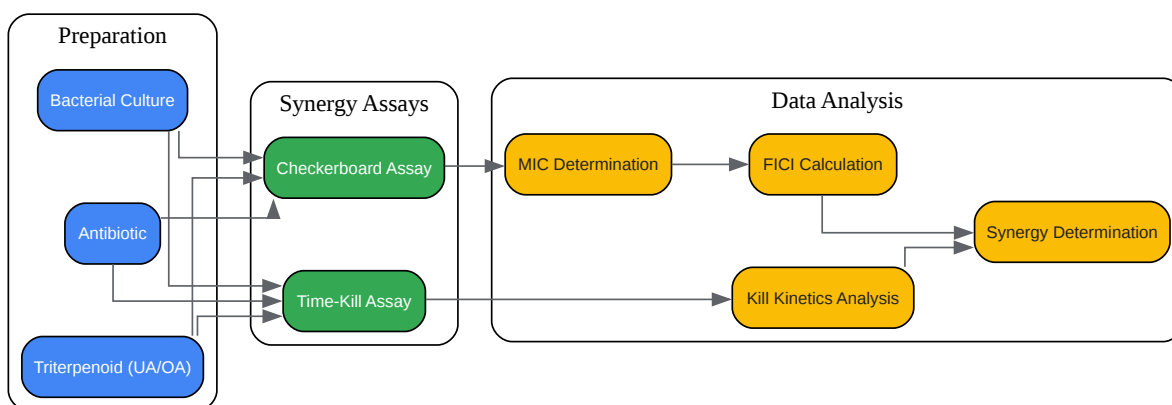 Preparation
Bacterial Culture
Antibiotic
Triterpenoid (UA/OA)
Synergy Assays
Checkerboard Assay
Time-Kill Assay
Data Analysis
MIC Determination
FICI Calculation
Synergy Determination
Kill Kinetics Analysis